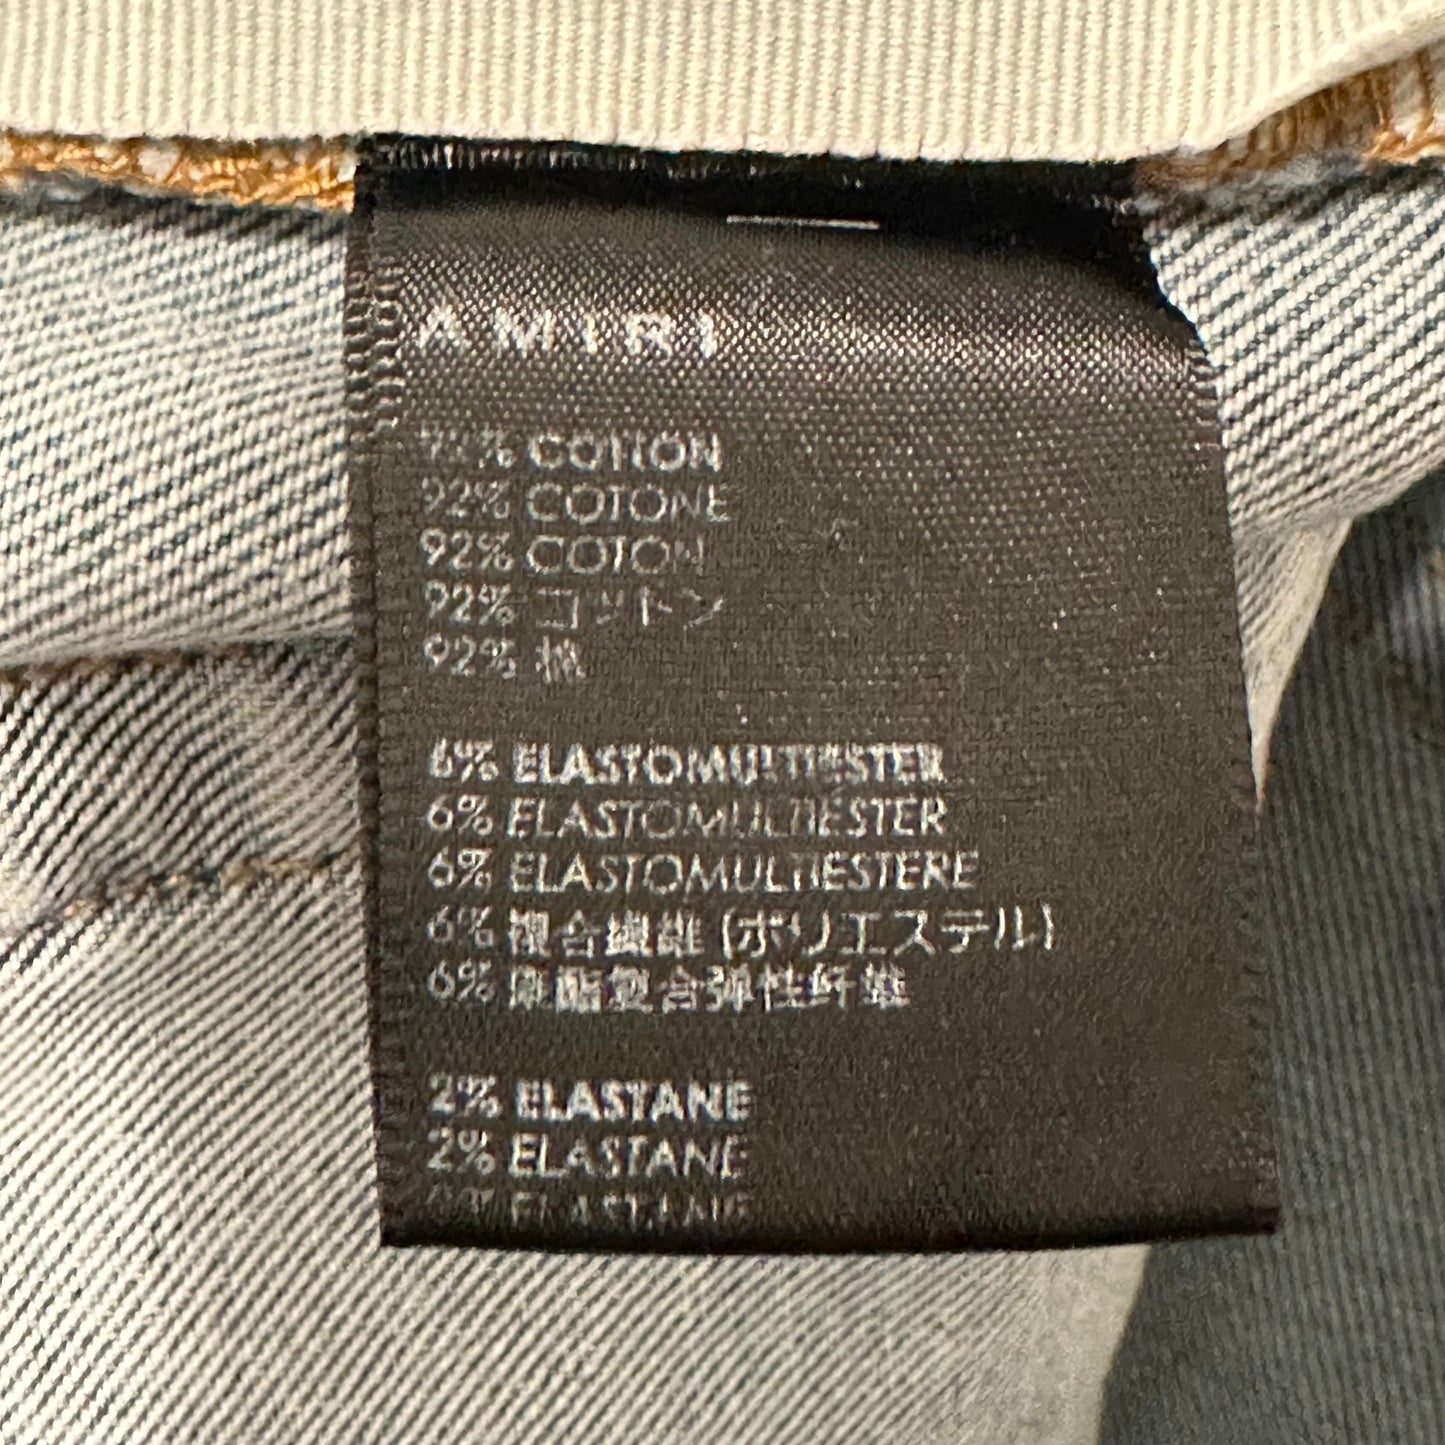 AMIRI
92% COTTON
92% COTONE
92% COTON
92% コットン
92% 棉
6% ELASTOMULTIESTER
6% ELASTOMULTIESTER
6% ELASTOMULTIESTERE
6% 複合繊維 (ポリエステル)
6% 聚酯复合弹性纤维
2% ELASTANE
2% ELASTANE
ELASTANE